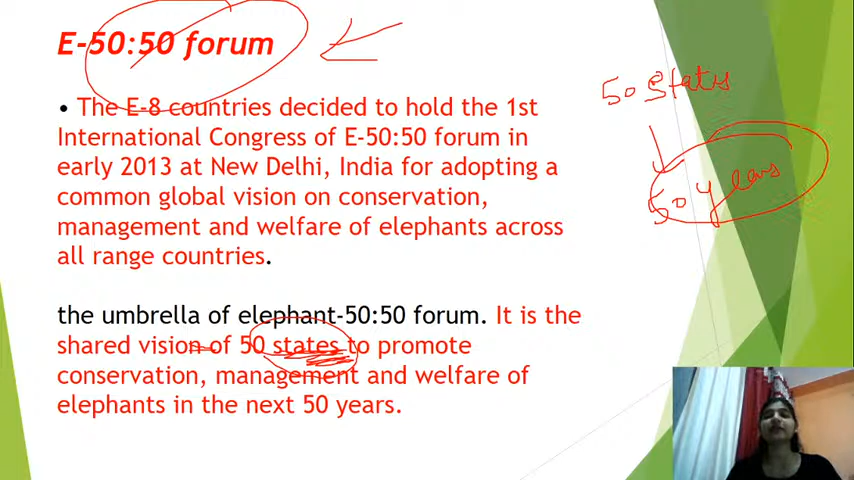 E-50:50 forum
• The E-8 countries decided to hold the 1st
International Congress of E-50:50 forum in
early 2013 at New Delhi, India for adopting a
common global vision on conservation,
management and welfare of elephants across
all range countries.
the umbrella of elephant-50:50 forum. It is the
shared vision of 50 states to promote
conservation, management and welfare of
elephants in the next 50 years.
50 States
50 years